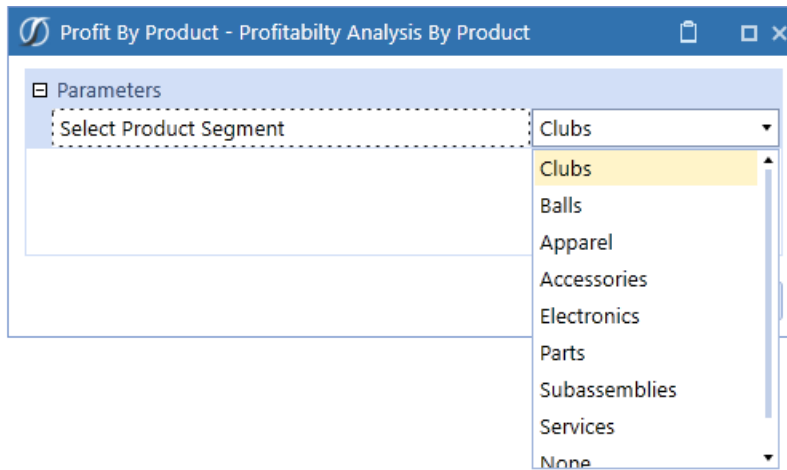 Profit By Product - Profitabilty Analysis By Product
Parameters
Select Product Segment
Clubs
Clubs
Balls
Apparel
Accessories
Electronics
Parts
Subassemblies
Services
None